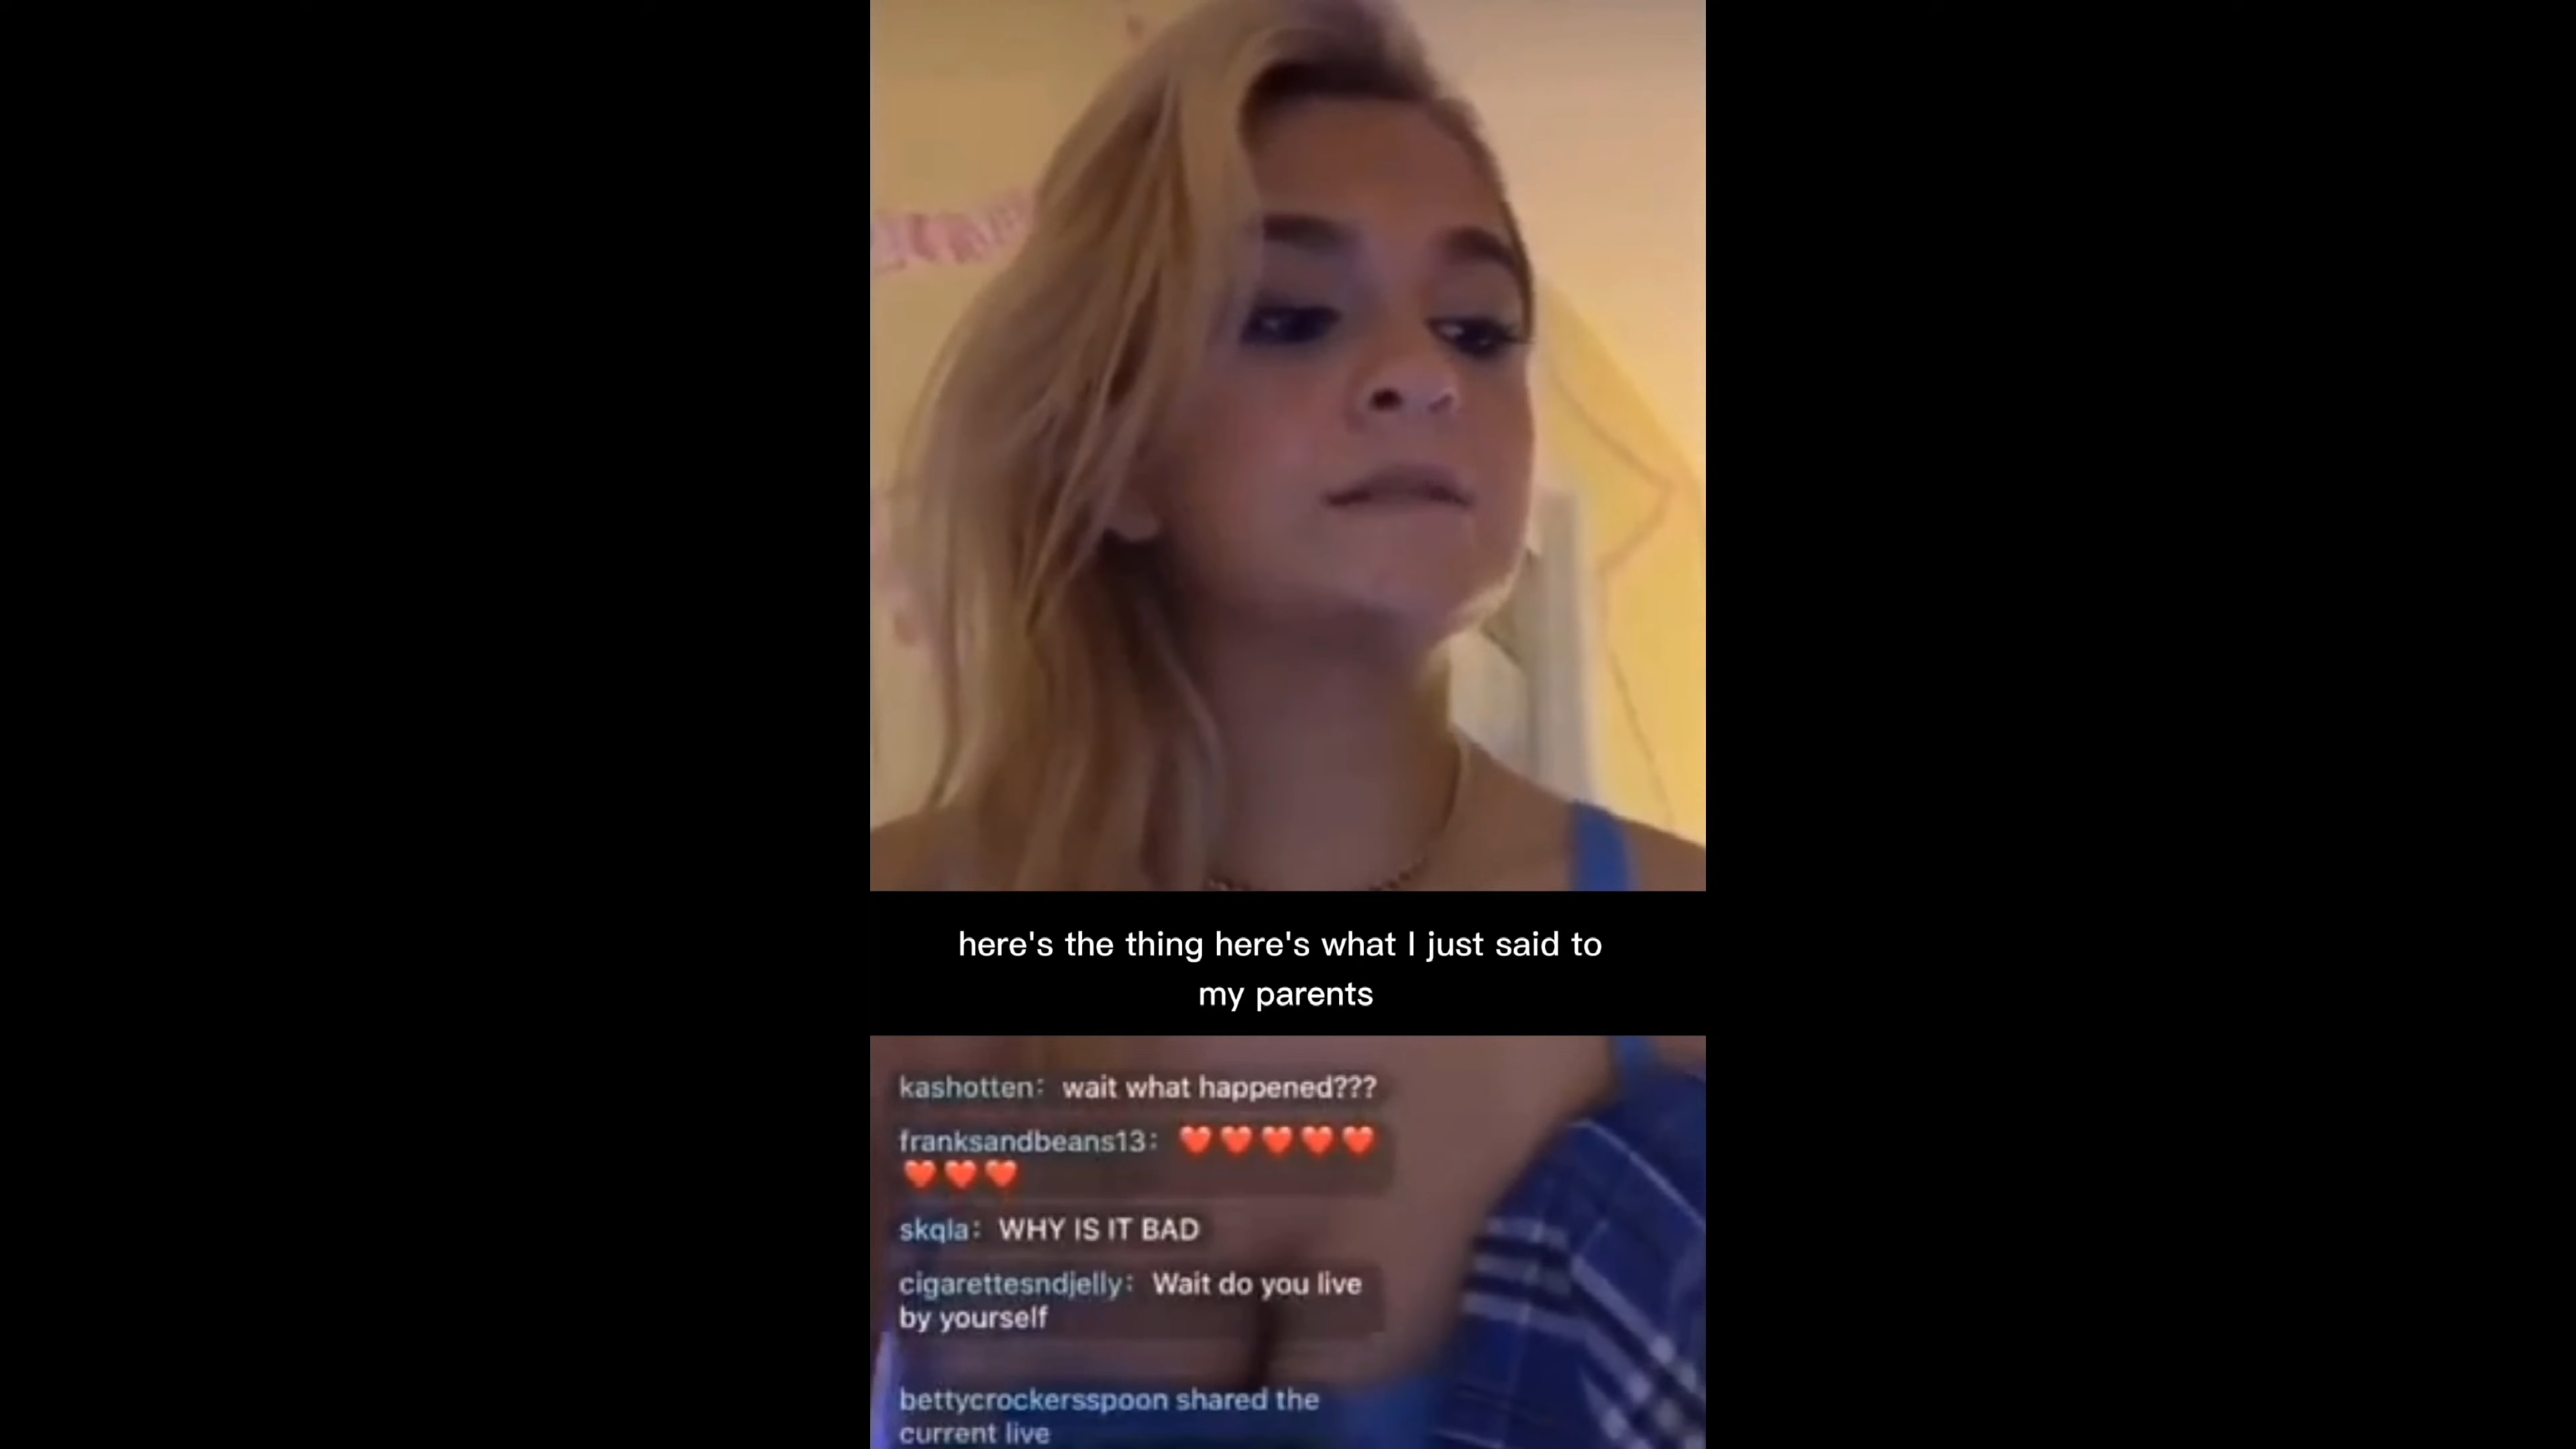 here's the thing here's what I just said to
my parents
kashotten: wait what happened???
franksandbeans13: ❤️❤️❤️❤️❤️
❤️❤️❤️
skqla: WHY IS IT BAD
cigarettesndjelly: Wait do you live
by yourself
bettycrockersspoon shared the
current live